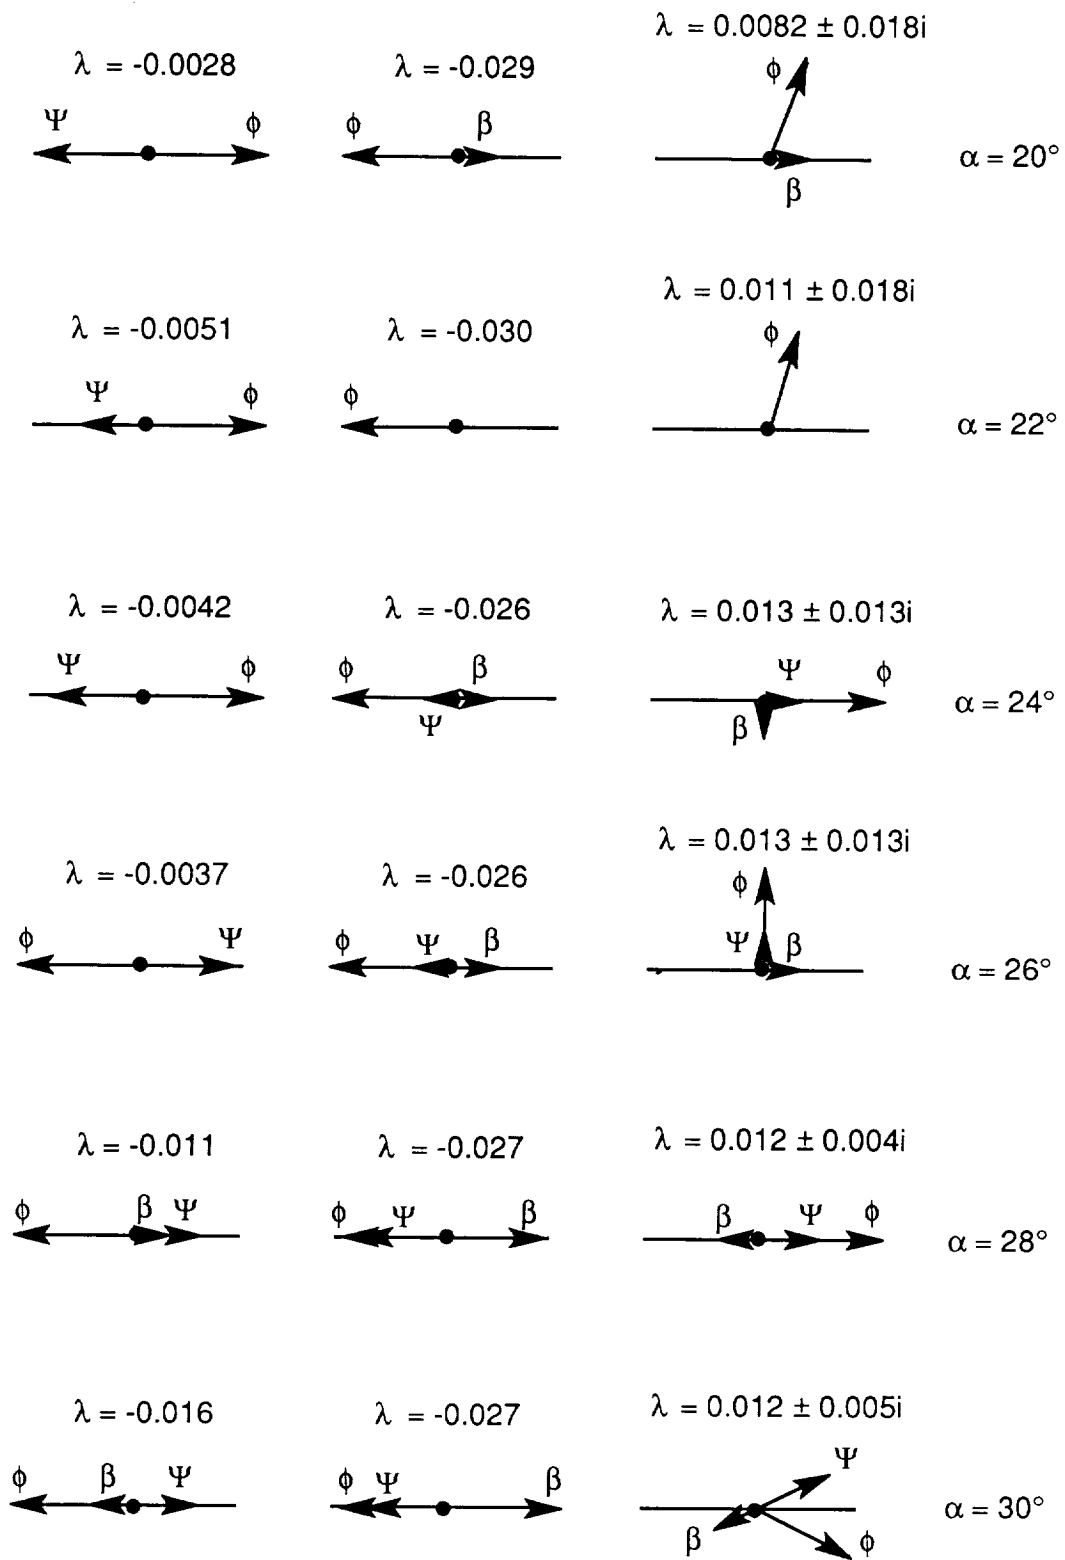 λ = -0.0028 λ = -0.029 λ = 0.0082 ± 0.018i
Ψ ϕ ϕ β ϕ β α = 20°
λ = -0.0051 λ = -0.030 λ = 0.011 ± 0.018i
Ψ ϕ ϕ ϕ α = 22°
λ = -0.0042 λ = -0.026 λ = 0.013 ± 0.013i
Ψ ϕ ϕ β Ψ Ψ ϕ β α = 24°
λ = -0.0037 λ = -0.026 λ = 0.013 ± 0.013i
ϕ Ψ ϕ Ψ β ϕ Ψ β α = 26°
λ = -0.011 λ = -0.027 λ = 0.012 ± 0.004i
ϕ β Ψ ϕ Ψ β β Ψ ϕ α = 28°
λ = -0.016 λ = -0.027 λ = 0.012 ± 0.005i
ϕ β Ψ ϕ Ψ β Ψ β ϕ α = 30°